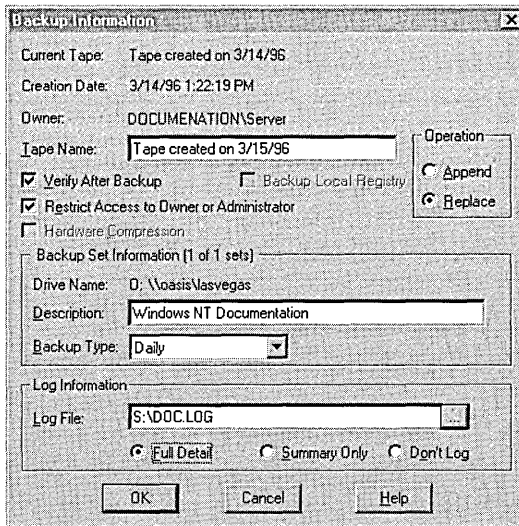 Backup Information
Current Tape: Tape created on 3/14/96
Creation Date: 3/14/96 1:22:19 PM
Owner: DOCUMENATION\Server
Tape Name: Tape created on 3/15/96
Operation
Append
Replace
Verify After Backup Backup Local Registry
Restrict Access to Owner or Administrator
Hardware Compression
Backup Set Information (1 of 1 sets)
Drive Name: O; \\oasis\lasvegas
Description: Windows NT Documentation
Backup Type: Daily
Log Information
Log File: S:\DOC.LOG ...
Full Detail Summary Only Don't Log
OK Cancel Help